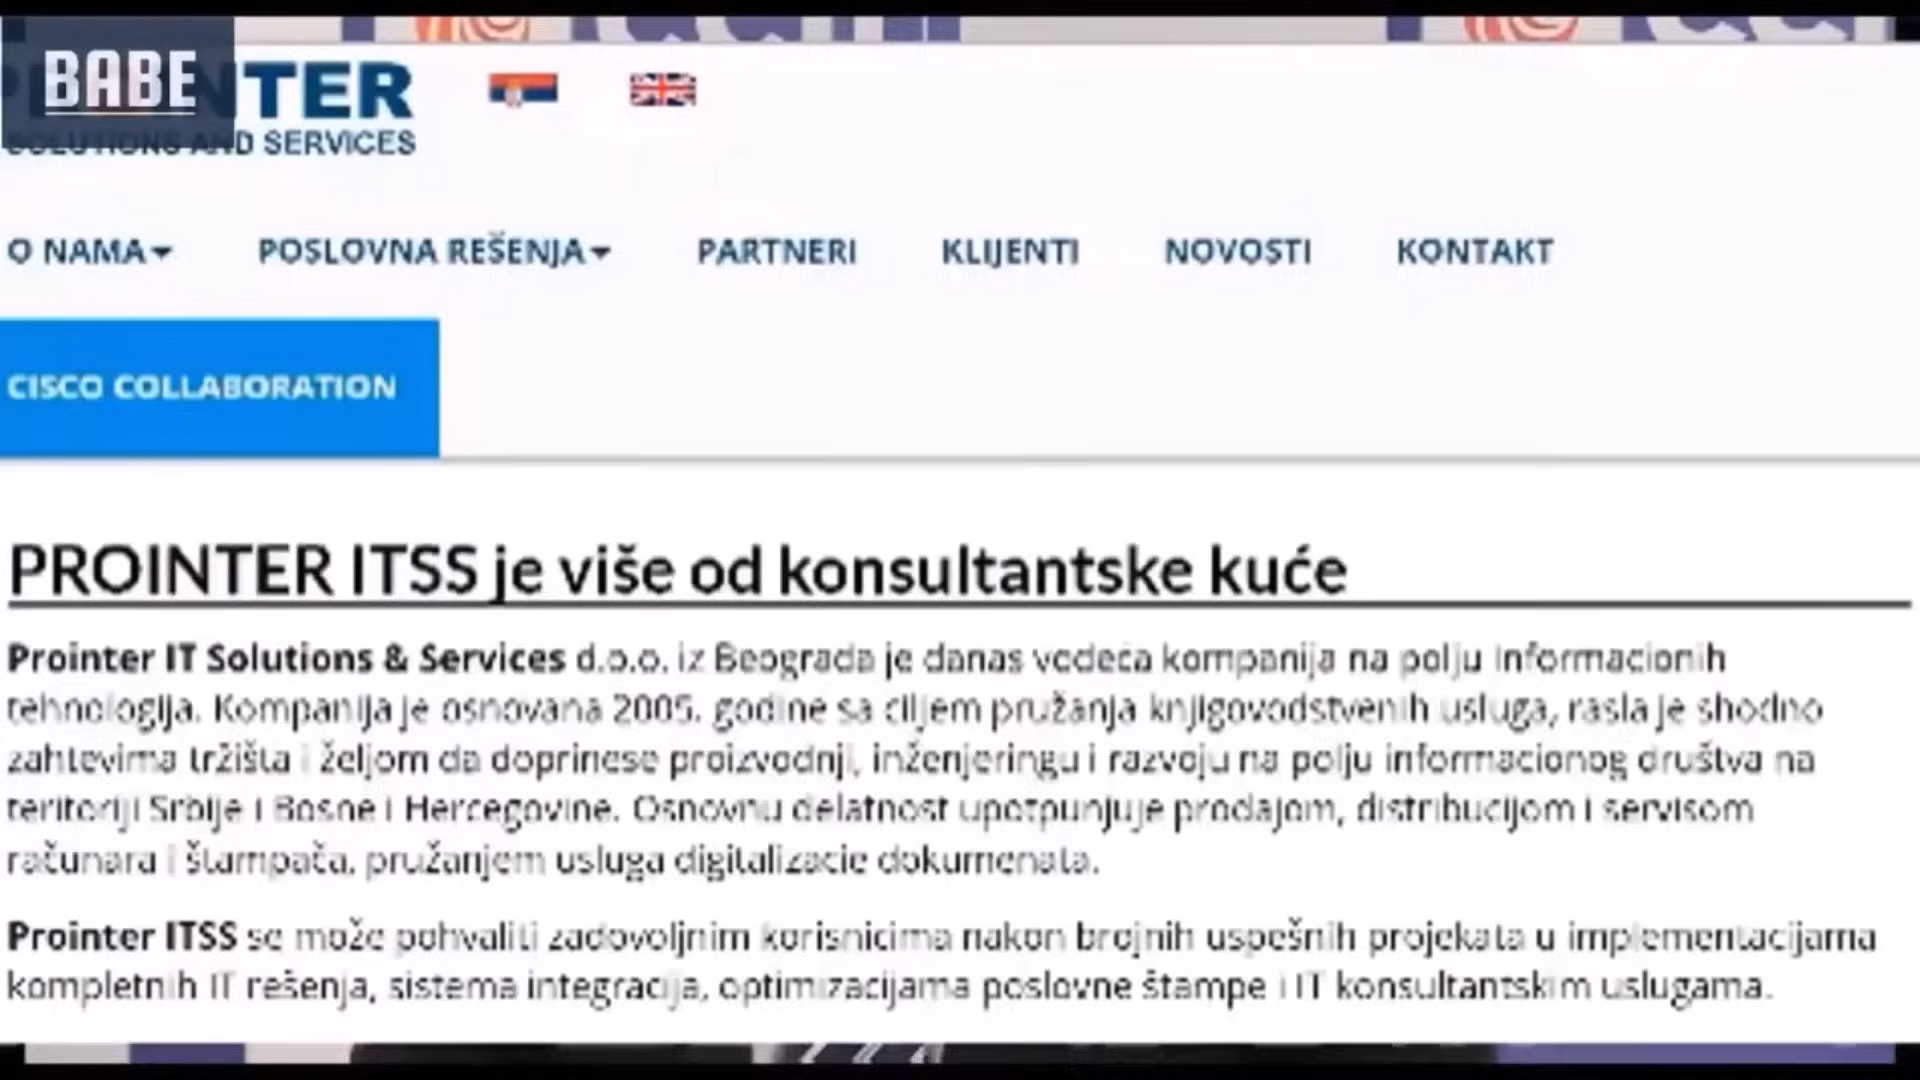 BABE
NTER
SOLUTIONS AND SERVICES
O NAMA
POSLOVNA REŠENJA
PARTNERI
KLIJENTI
NOVOSTI
KONTAKT
CISCO COLLABORATION
PROINTER ITSS je više od konsultantske kuće
Prointer IT Solutions & Services d.o.o. iz Beograda je danas vodeća kompanija na polju informacionih
tehnologija. Kompanija je osnovana 2005. godine sa ciljem pružanja knjigovodstvenih usluga, rasla je shodno
zahtevima tržišta i željom da doprinese proizvodnji, inženjeringu i razvoju na polju informacionog društva na
teritoriji Srbije i Bosne i Hercegovine. Osnovnu delatnost upotpunjuje prodajom, distribucijom i servisom
računara i štampača, pružanjem usluga digitalizacie dokumenata.
Prointer ITSS se može pohvaliti zadovoljnim korisnicima nakon brojnih uspešnih projekata u implementacijama
kompletnih IT rešenja, sistema integracija, optimizacijama poslovne štampe i IT konsultantskim uslugama.